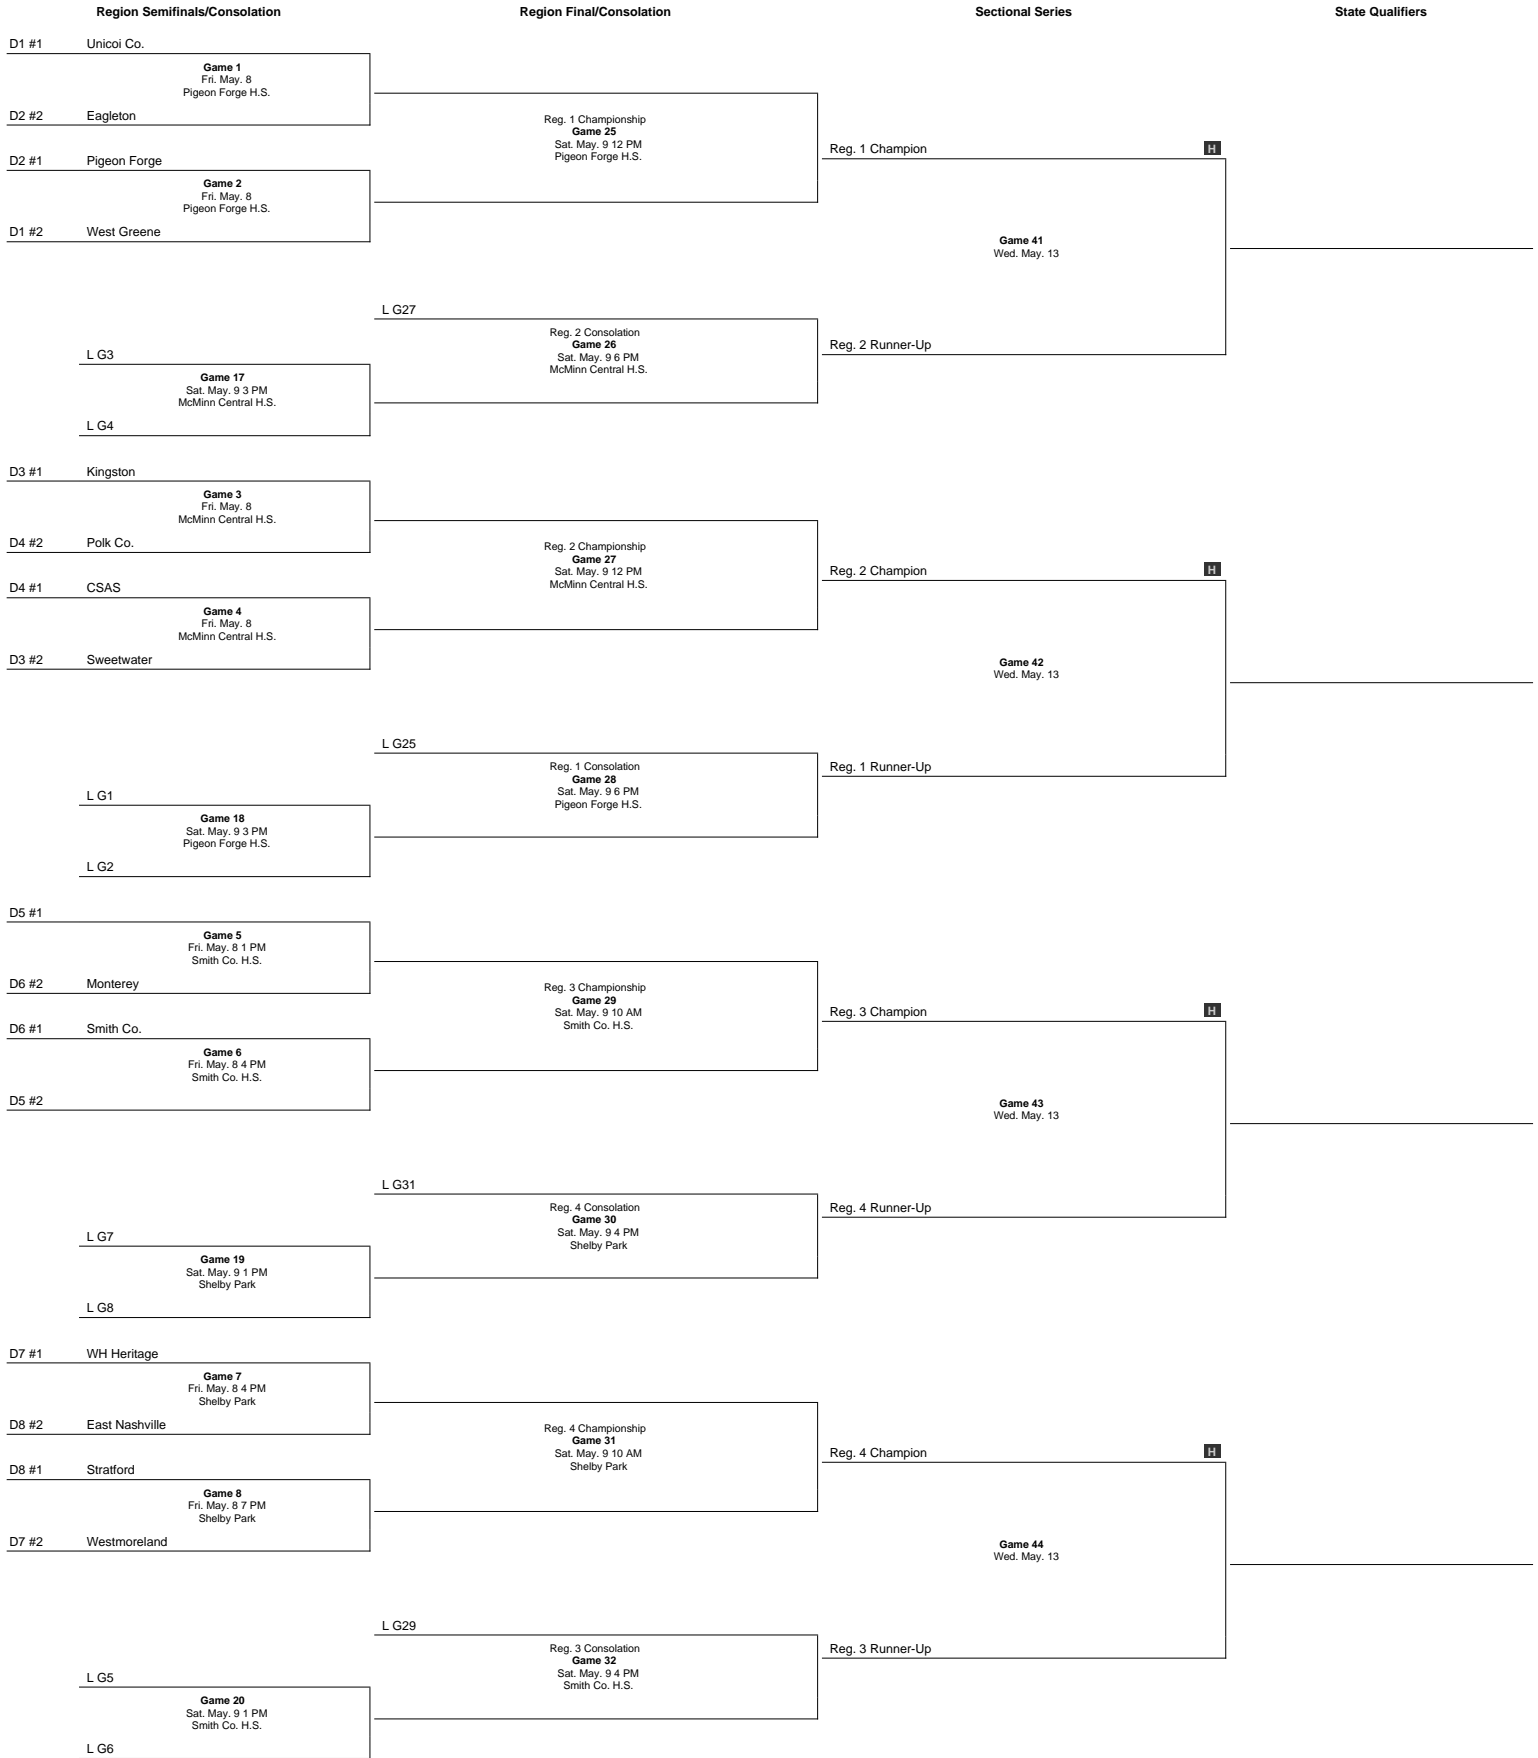 Region Semifinals/Consolation Region Final/Consolation Sectional Series State Qualifiers
D1 #1 Unicoi Co.
Game 1
Fri. May. 8
Pigeon Forge H.S.
D2 #2 Eagleton
Reg. 1 Championship
Game 25
Sat. May. 9 12 PM
Pigeon Forge H.S.
Reg. 1 Champion H
D2 #1 Pigeon Forge
Game 2
Fri. May. 8
Pigeon Forge H.S.
D1 #2 West Greene
Game 41
Wed. May. 13
L G27
Reg. 2 Consolation
Game 26
Sat. May. 9 6 PM
McMinn Central H.S.
Reg. 2 Runner-Up
L G3
Game 17
Sat. May. 9 3 PM
McMinn Central H.S.
L G4
D3 #1 Kingston
Game 3
Fri. May. 8
McMinn Central H.S.
D4 #2 Polk Co.
Reg. 2 Championship
Game 27
Sat. May. 9 12 PM
McMinn Central H.S.
Reg. 2 Champion H
D4 #1 CSAS
Game 4
Fri. May. 8
McMinn Central H.S.
D3 #2 Sweetwater
Game 42
Wed. May. 13
L G25
Reg. 1 Consolation
Game 28
Sat. May. 9 6 PM
Pigeon Forge H.S.
Reg. 1 Runner-Up
L G1
Game 18
Sat. May. 9 3 PM
Pigeon Forge H.S.
L G2
D5 #1
Game 5
Fri. May. 8 1 PM
Smith Co. H.S.
D6 #2 Monterey
Reg. 3 Championship
Game 29
Sat. May. 9 10 AM
Smith Co. H.S.
Reg. 3 Champion H
D6 #1 Smith Co.
Game 6
Fri. May. 8 4 PM
Smith Co. H.S.
D5 #2
Game 43
Wed. May. 13
L G31
Reg. 4 Consolation
Game 30
Sat. May. 9 4 PM
Shelby Park
Reg. 4 Runner-Up
L G7
Game 19
Sat. May. 9 1 PM
Shelby Park
L G8
D7 #1 WH Heritage
Game 7
Fri. May. 8 4 PM
Shelby Park
D8 #2 East Nashville
Reg. 4 Championship
Game 31
Sat. May. 9 10 AM
Shelby Park
Reg. 4 Champion H
D8 #1 Stratford
Game 8
Fri. May. 8 7 PM
Shelby Park
D7 #2 Westmoreland
Game 44
Wed. May. 13
L G29
Reg. 3 Consolation
Game 32
Sat. May. 9 4 PM
Smith Co. H.S.
Reg. 3 Runner-Up
L G5
Game 20
Sat. May. 9 1 PM
Smith Co. H.S.
L G6